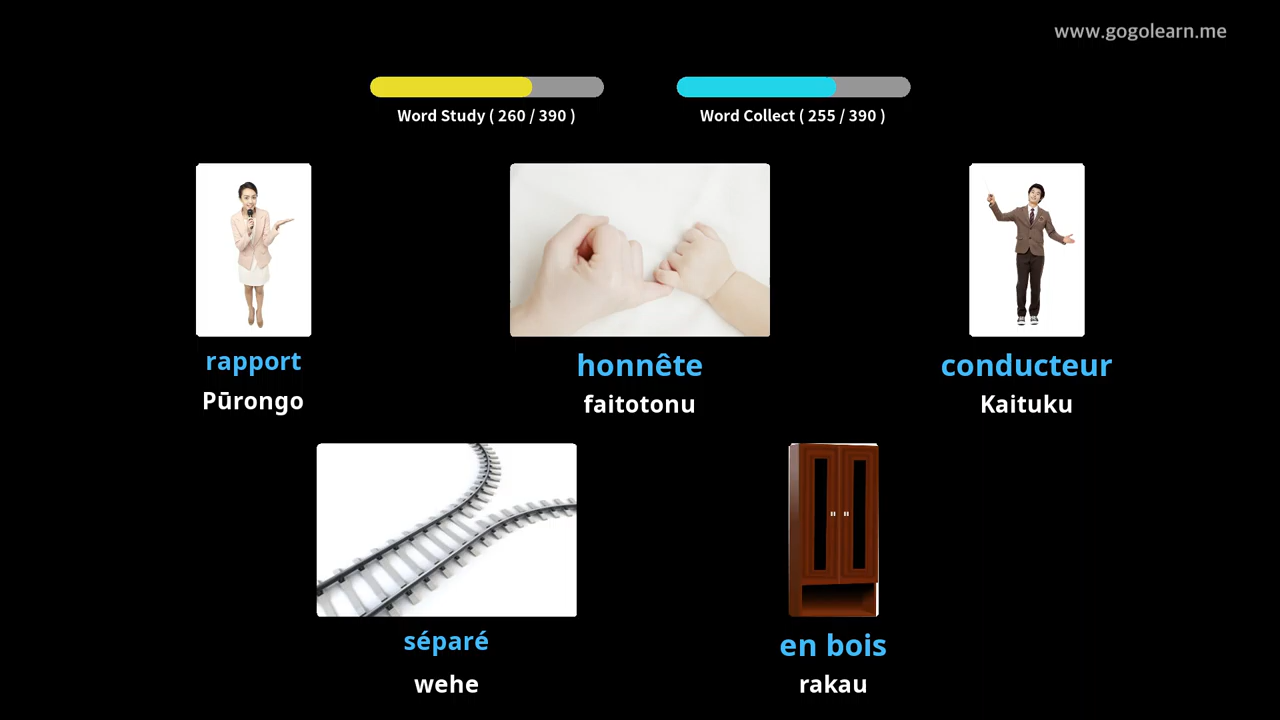 www.gogolearn.me
Word Study ( 260 / 390 )
Word Collect ( 255 / 390 )
rapport
Pūrongo
honnête
faitotonu
conducteur
Kaituku
séparé
wehe
en bois
rakau